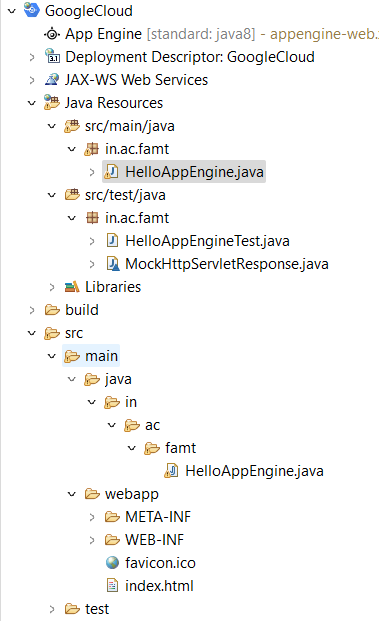 GoogleCloud
App Engine [standard: java8] - appengine-web.
Deployment Descriptor: GoogleCloud
JAX-WS Web Services
Java Resources
src/main/java
in.ac.famt
HelloAppEngine.java
src/test/java
in.ac.famt
HelloAppEngineTest.java
MockHttpServletResponse.java
Libraries
build
src
main
java
in
ac
famt
HelloAppEngine.java
webapp
META-INF
WEB-INF
favicon.ico
index.html
test